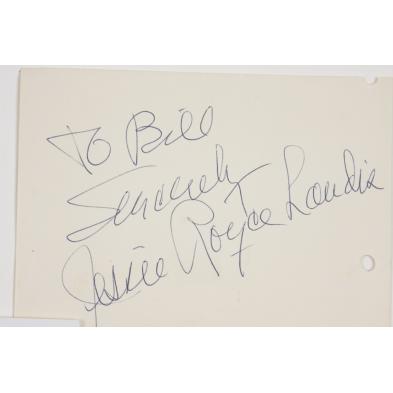 To Bill
Sincerely
Jessie Royce Landis